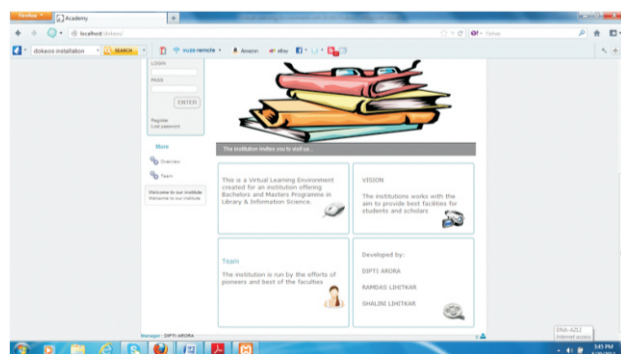 Firefox
Academy
localhost/dokeos/
Yahoo
dokeos installation
SEARCH
vuze remote
Amazon
eBay
LOGIN
PASS
ENTER
Register
Lost password
More
Overview
Team
Welcome to our institute
Welcome to our institute
The institution invites you to visit us ...
This is a Virtual Learning Environment
created for an institution offering
Bachelors and Masters Programme in
Library & Information Science.
VISION
The institutions works with the
aim to provide best facilities for
students and scholars
Team
The institution is run by the efforts of
pioneers and best of the faculties
Developed by:
DIPTI ARORA
RAMDAS LIHITKAR
SHALINI LIHITKAR
Manager : DIPTI ARORA
DNA-A212
Internet access
3:45 PM